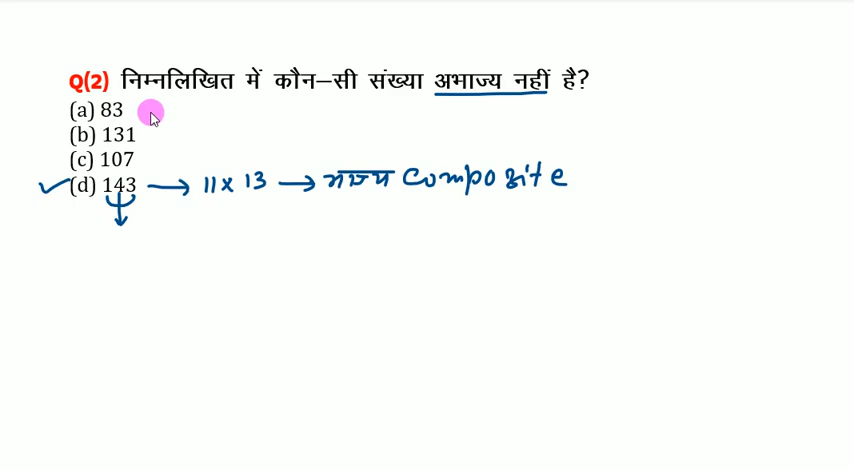 Q(2) निम्नलिखित में कौन–सी संख्या अभाज्य नहीं है?
(a) 83
(b) 131
(c) 107
(d) 143 → 11 x 13 → भाज्य Composite